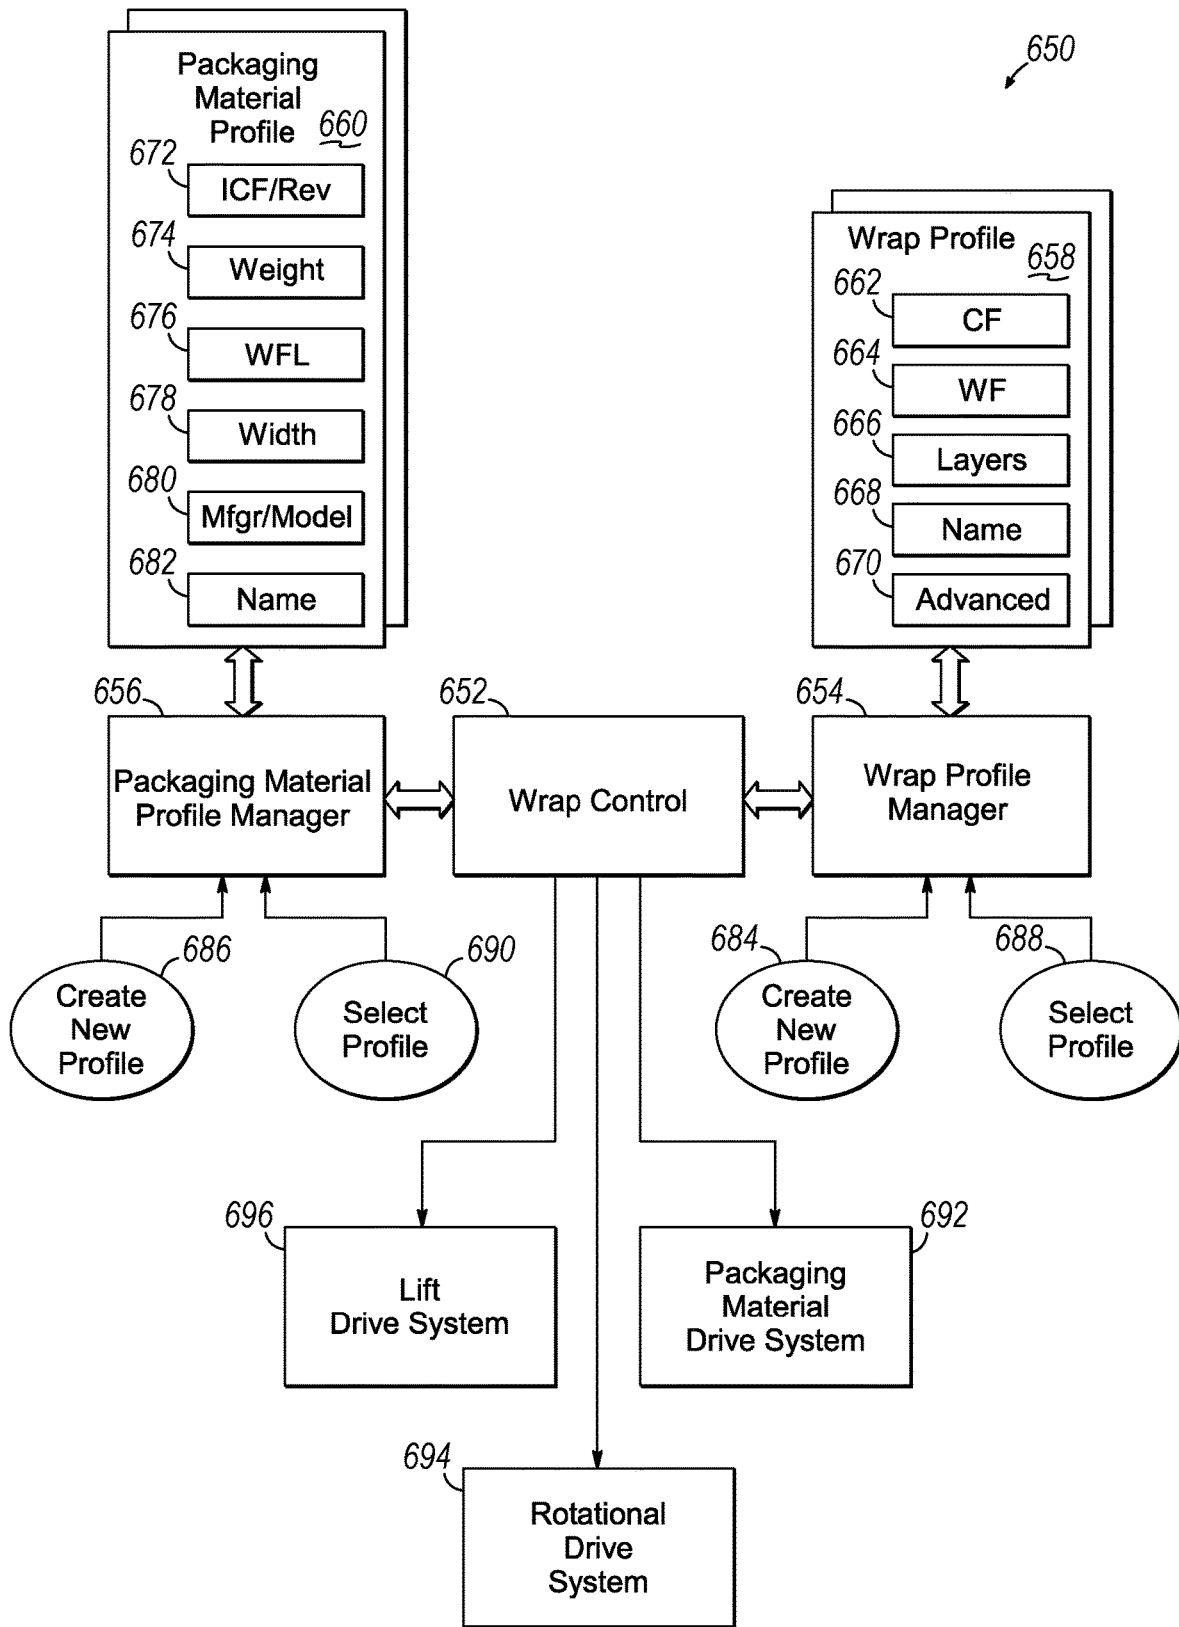 650
Packaging
Material
Profile
660
672
ICF/Rev
674
Weight
676
WFL
678
Width
680
Mfgr/Model
682
Name
Wrap Profile
658
662
CF
664
WF
666
Layers
668
Name
670
Advanced
656
Packaging Material
Profile Manager
652
Wrap Control
654
Wrap Profile
Manager
686
Create
New
Profile
690
Select
Profile
684
Create
New
Profile
688
Select
Profile
696
Lift
Drive System
692
Packaging
Material
Drive System
694
Rotational
Drive
System